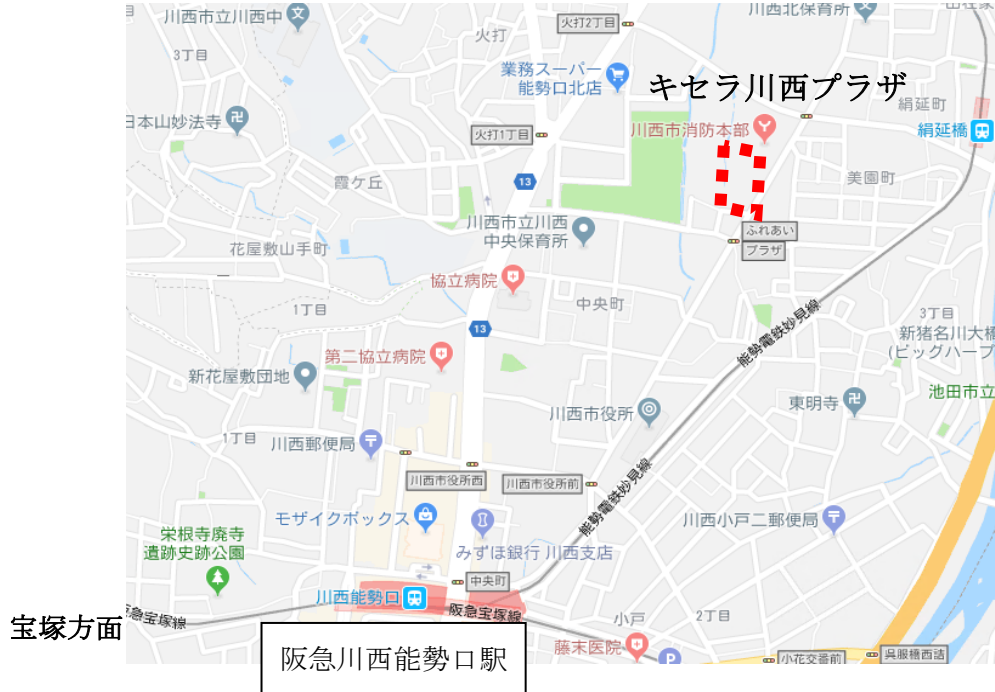 川西市立川西中
文
火打2丁目
川西北保育所
文
3丁目
火打
業務スーパー
能勢口北店
キセラ川西プラザ
絹延町
日本山妙法寺
卍
火打1丁目
川西市消防本部
絹延橋
霞ケ丘
13
美園町
川西市立川西
中央保育所
ふれあい
プラザ
花屋敷山手町
協立病院
中央町
1丁目
13
能勢電鉄妙見線
3丁目
新猪名川大橋
(ビッグハープ
第二協立病院
新花屋敷団地
池田市立
東明寺
卍
川西市役所
1丁目
川西郵便局
〒
川西市役所西
川西市役所前
能勢電鉄妙見線
モザイクボックス
川西小戸二郵便局
〒
みずほ銀行 川西支店
栄根寺廃寺
遺跡史跡公園
中央町
川西能勢口
阪急宝塚線
阪急宝塚線
小戸
2丁目
宝塚方面
藤末医院
P
小花交番前
呉服橋西詰
阪急川西能勢口駅